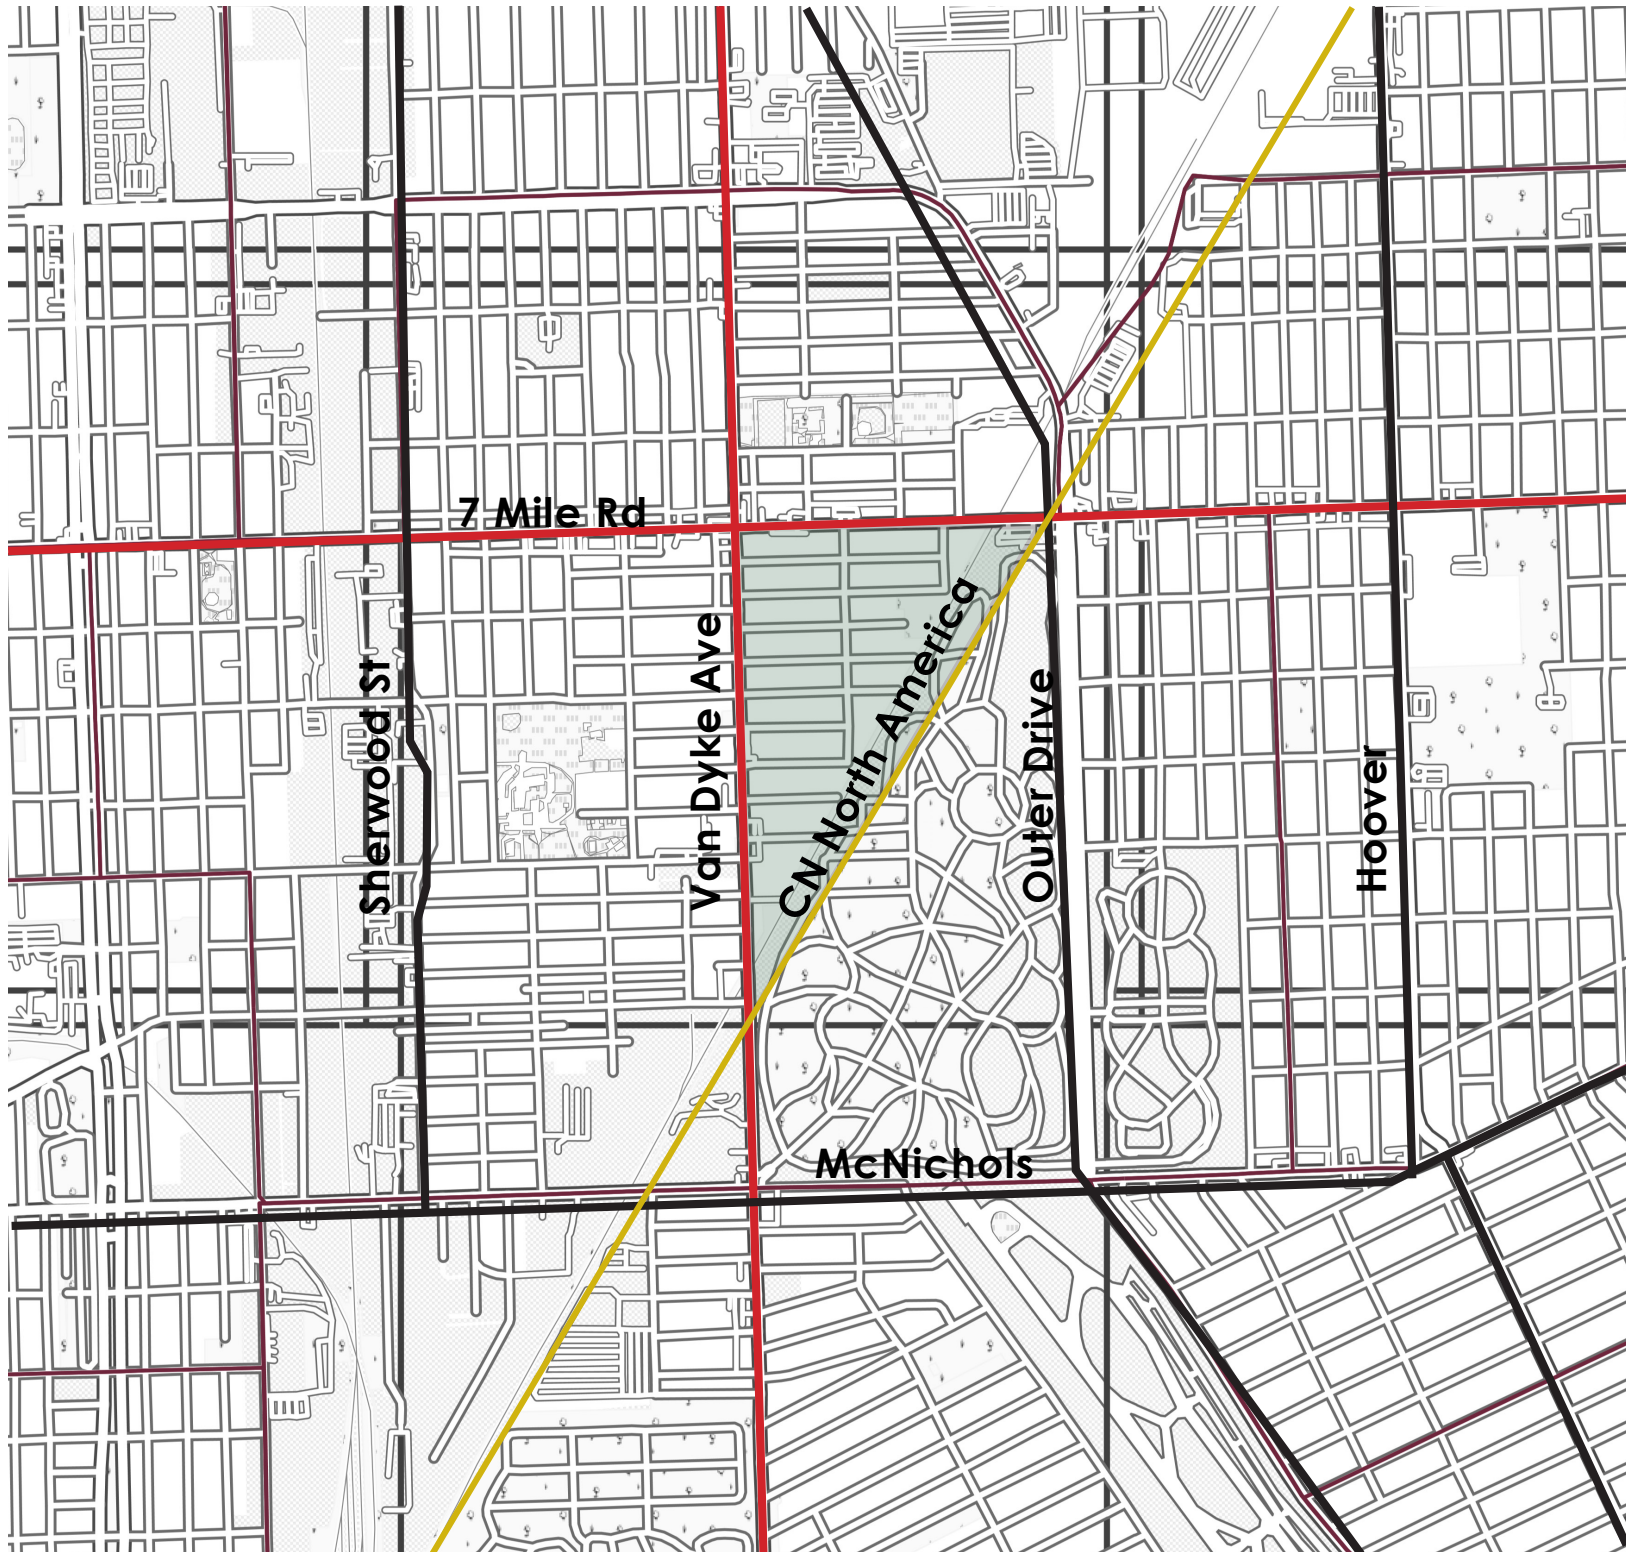 7 Mile Rd
Sherwood St
Van Dyke Ave
CN North America
Outer Drive
Hoover
McNichols